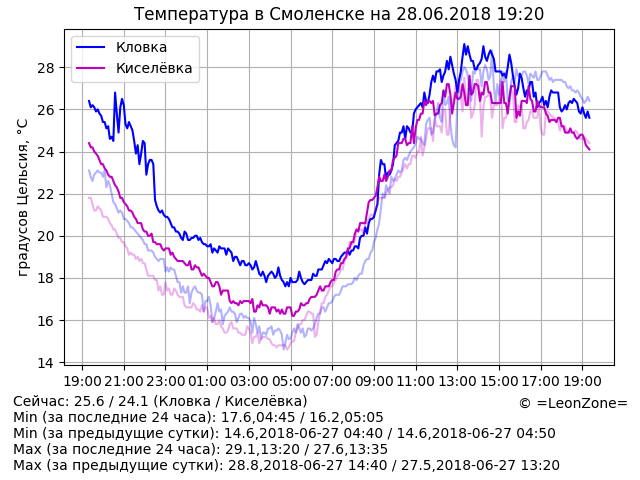 Температура в Смоленске на 28.06.2018 19:20
Кловка
Киселёвка
градусов Цельсия, °C
28
26
24
22
20
18
16
14
19:00 21:00 23:00 01:00 03:00 05:00 07:00 09:00 11:00 13:00 15:00 17:00 19:00
Сейчас: 25.6 / 24.1 (Кловка / Киселёвка)
© =LeonZone=
Min (за последние 24 часа): 17.6,04:45 / 16.2,05:05
Min (за предыдущие сутки): 14.6,2018-06-27 04:40 / 14.6,2018-06-27 04:50
Max (за последние 24 часа): 29.1,13:20 / 27.6,13:35
Max (за предыдущие сутки): 28.8,2018-06-27 14:40 / 27.5,2018-06-27 13:20